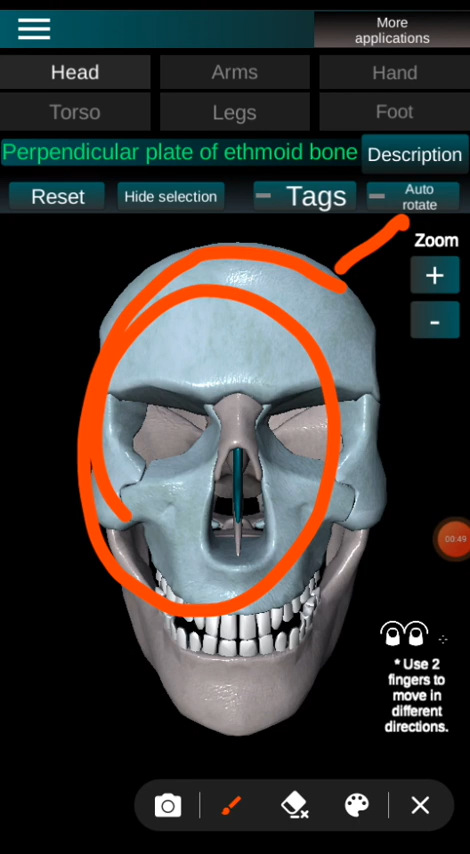 More
applications
Head
Arms
Hand
Torso
Legs
Foot
Perpendicular plate of ethmoid bone
Description
Reset
Hide selection
Tags
Auto
rotate
Zoom
+
-
00:49
* Use 2
fingers to
move in
different
directions.